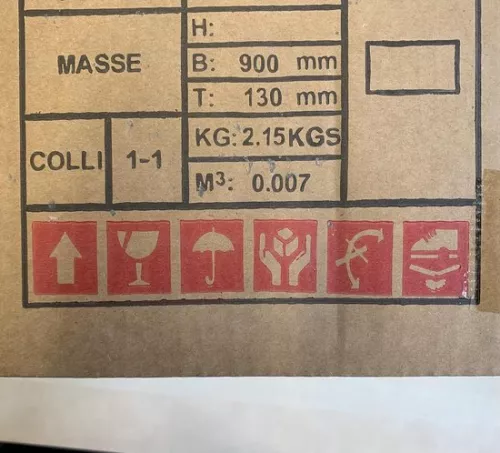 H:
MASSE
B: 900 mm
T: 130 mm
COLLI 1-1
KG: 2.15KGS
M³: 0.007